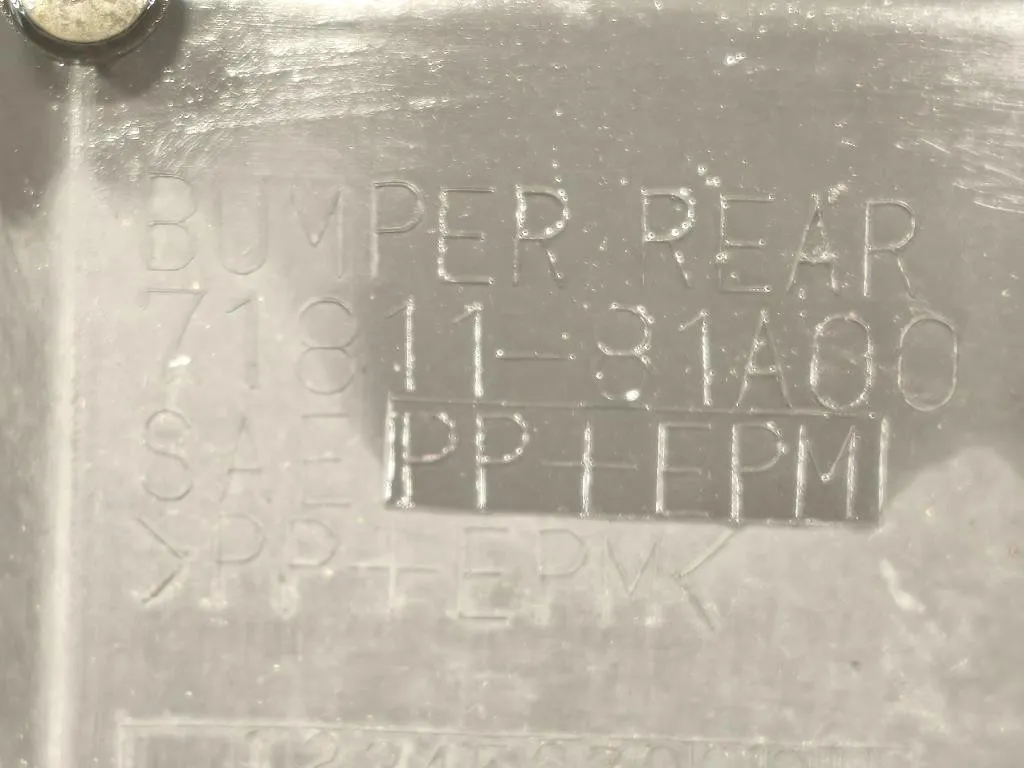 BUMPER REAR
71811-81A00
SAE PP+EPM
>PP+EPM<